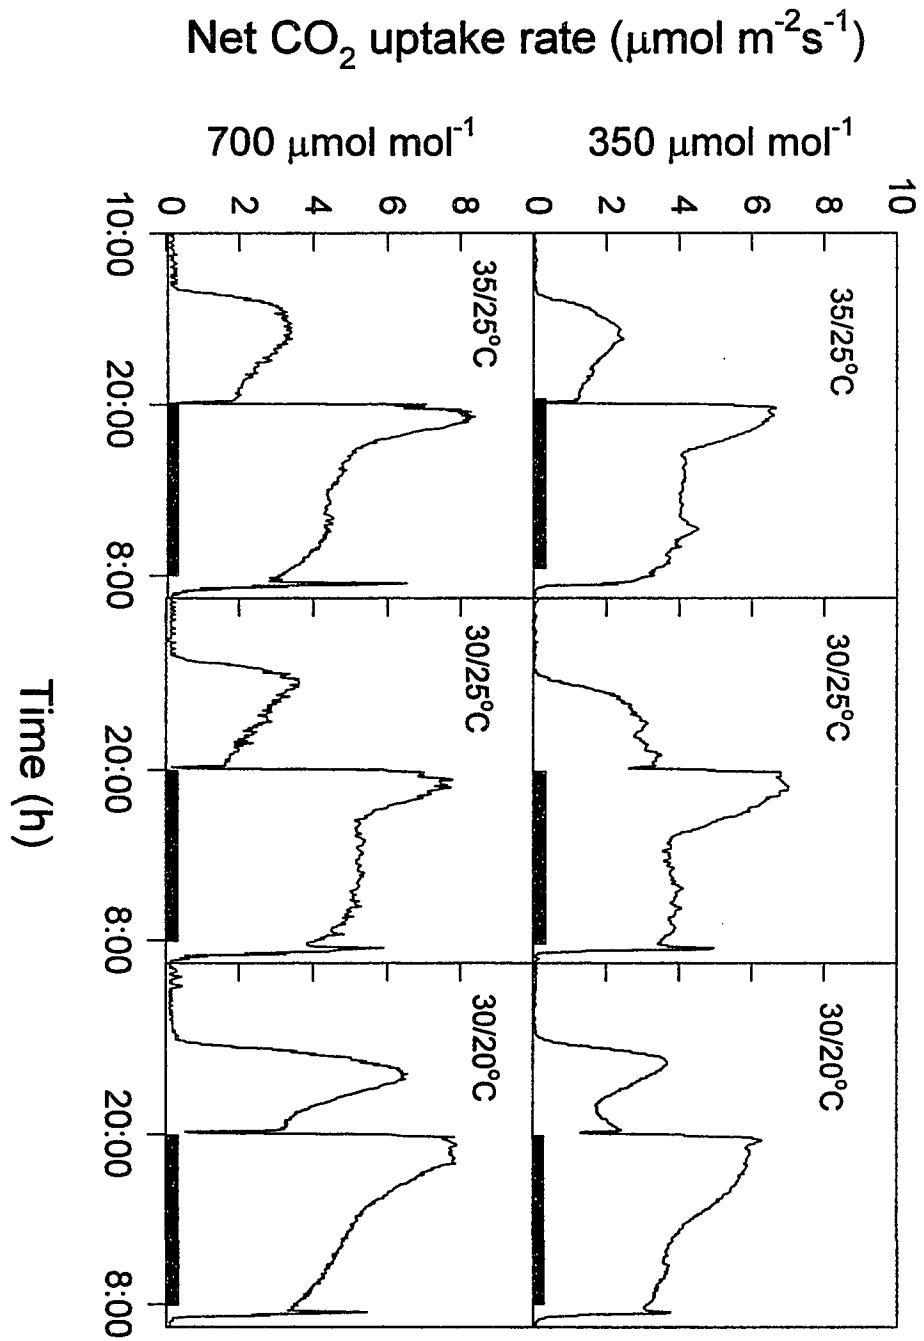 Net CO2 uptake rate (μmol m-2s-1)
700 μmol mol-1
350 μmol mol-1
10
8
6
4
2
0
35/25°C
30/25°C
30/20°C
8
6
4
2
0
35/25°C
30/25°C
30/20°C
10:00
20:00
8:00
20:00
8:00
20:00
8:00
Time (h)